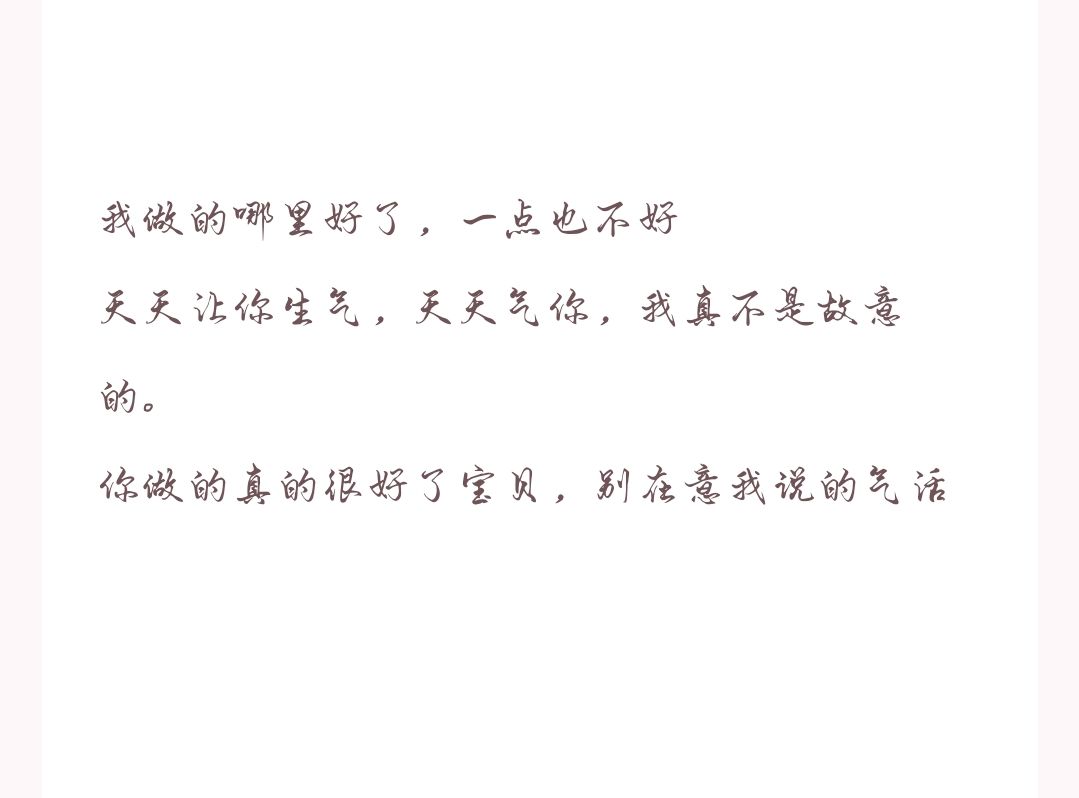 我做的哪里好了，一点也不好
天天让你生气，天天气你，我真不是故意
的。
你做的真的很好了宝贝，别在意我说的气话